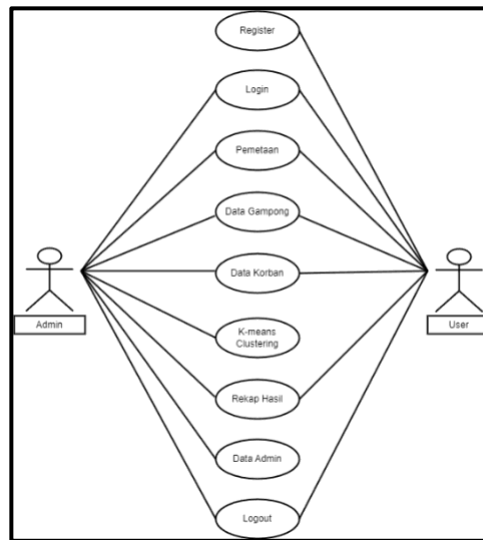 Register
Login
Pemetaan
Data Gampong
Data Korban
Admin
User
K-means
Clustering
Rekap Hasil
Data Admin
Logout